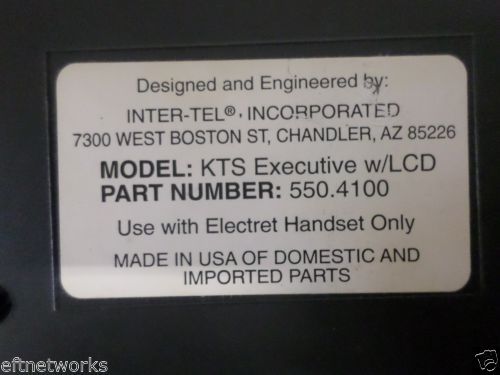 Designed and Engineered by:
INTER-TEL®, INCORPORATED
7300 WEST BOSTON ST, CHANDLER, AZ 85226
MODEL: KTS Executive w/LCD
PART NUMBER: 550.4100
Use with Electret Handset Only
MADE IN USA OF DOMESTIC AND
IMPORTED PARTS
eftnetworks